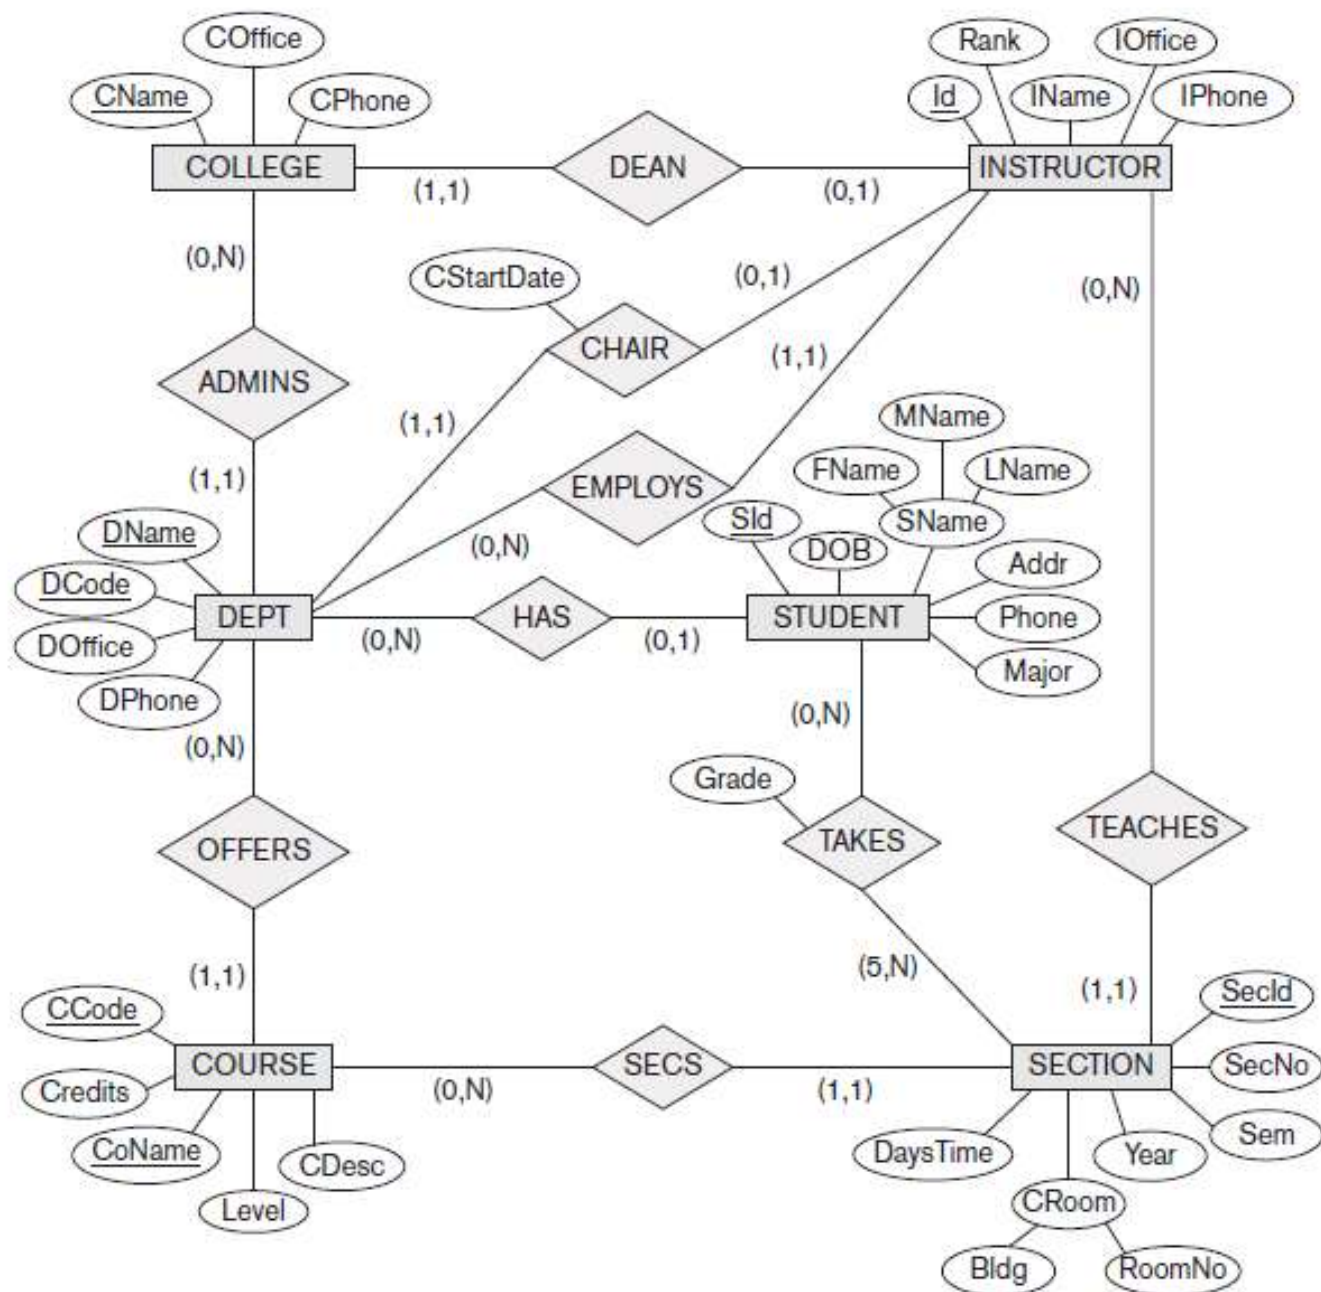 COffice
Rank
IOffice
CName
CPhone
Id
IName
IPhone
COLLEGE
DEAN
INSTRUCTOR
(1,1)
(0,1)
(0,N)
CStartDate
(0,1)
(0,N)
CHAIR
(1,1)
ADMINS
MName
(1,1)
FName
LName
(1,1)
EMPLOYS
SId
SName
DName
(0,N)
DOB
Addr
DCode
DEPT
HAS
STUDENT
Phone
DOffice
(0,N)
(0,1)
Major
DPhone
(0,N)
(0,N)
Grade
TAKES
TEACHES
OFFERS
(5,N)
(1,1)
(1,1)
SecId
CCode
COURSE
SECS
SECTION
SecNo
Credits
(0,N)
(1,1)
Sem
CoName
CDesc
DaysTime
Year
Level
CRoom
Bldg
RoomNo